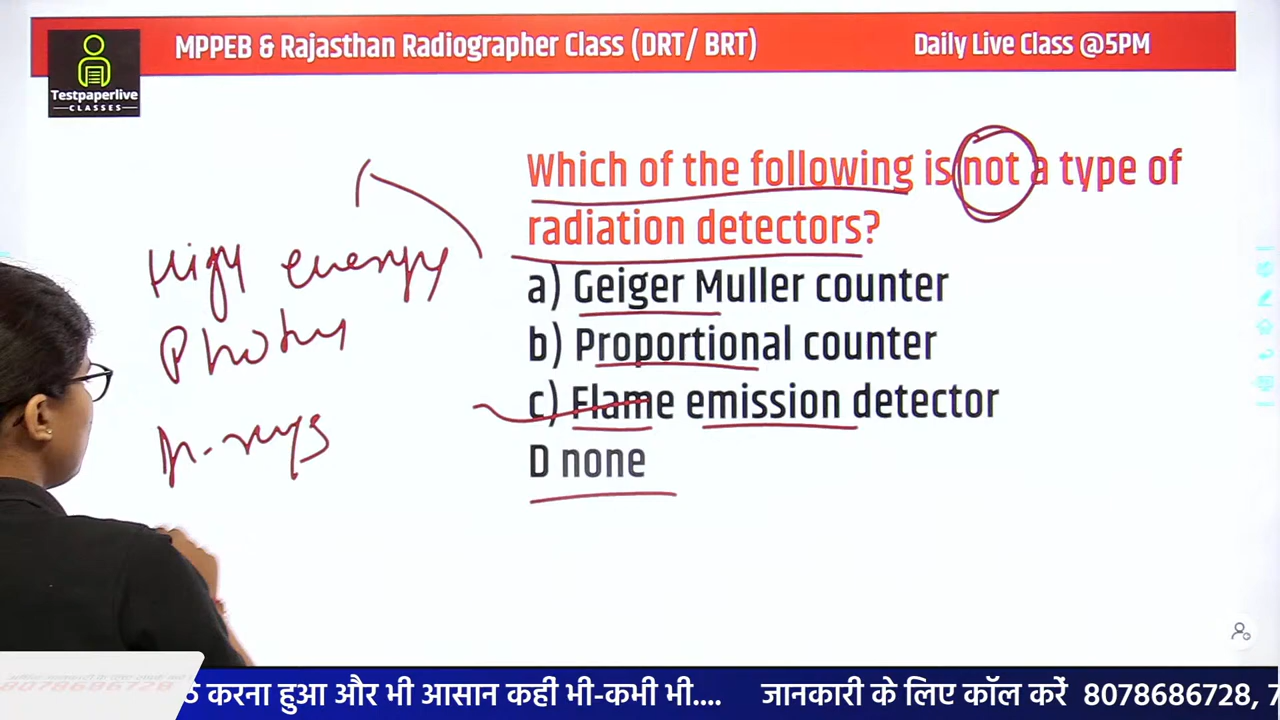 MPPEB & Rajasthan Radiographer Class (DRT/ BRT)
Daily Live Class @5PM
Testpaperlive
CLASSES
Which of the following is not a type of
radiation detectors?
a) Geiger Muller counter
b) Proportional counter
c) Flame emission detector
D none
High energy
करना हुआ और भी आसान कहीं भी-कभी भी.... जानकारी के लिए कॉल करें 8078686728, 7
8078686728